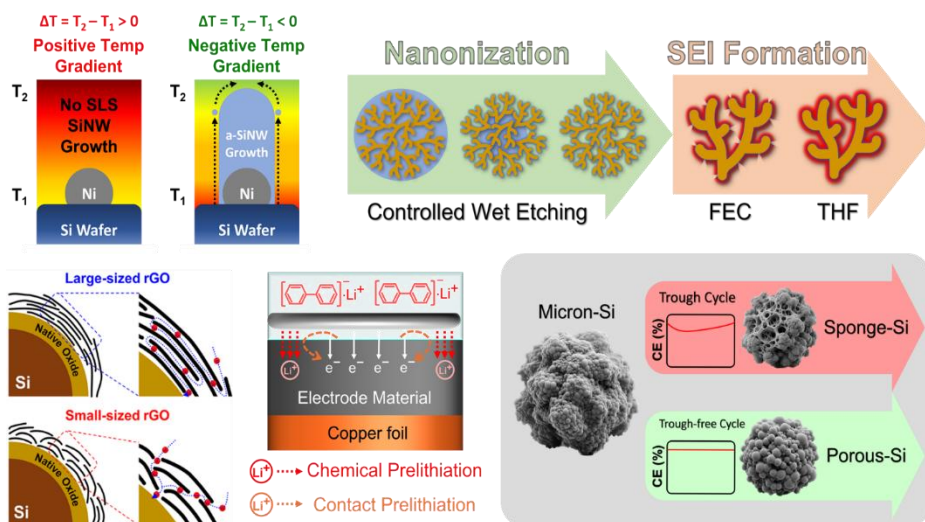 ΔT = T₂ – T₁ > 0
Positive Temp
Gradient
T₂
No SLS
SiNW
Growth
T₁
Ni
Si Wafer
ΔT = T₂ – T₁ < 0
Negative Temp
Gradient
T₂
a-SiNW
Growth
T₁
Ni
Si Wafer
Nanonization
Controlled Wet Etching
SEI Formation
FEC
THF
Large-sized rGO
Native Oxide
Si
Small-sized rGO
Native Oxide
Si
[ ]⁻·Li⁺
[ ]⁻·Li⁺
Li⁺
e⁻
e⁻
e⁻
e⁻
Li⁺
Electrode Material
Copper foil
Li⁺ Chemical Prelithiation
Li⁺ Contact Prelithiation
Micron-Si
Trough Cycle
CE (%)
Sponge-Si
Trough-free Cycle
CE (%)
Porous-Si